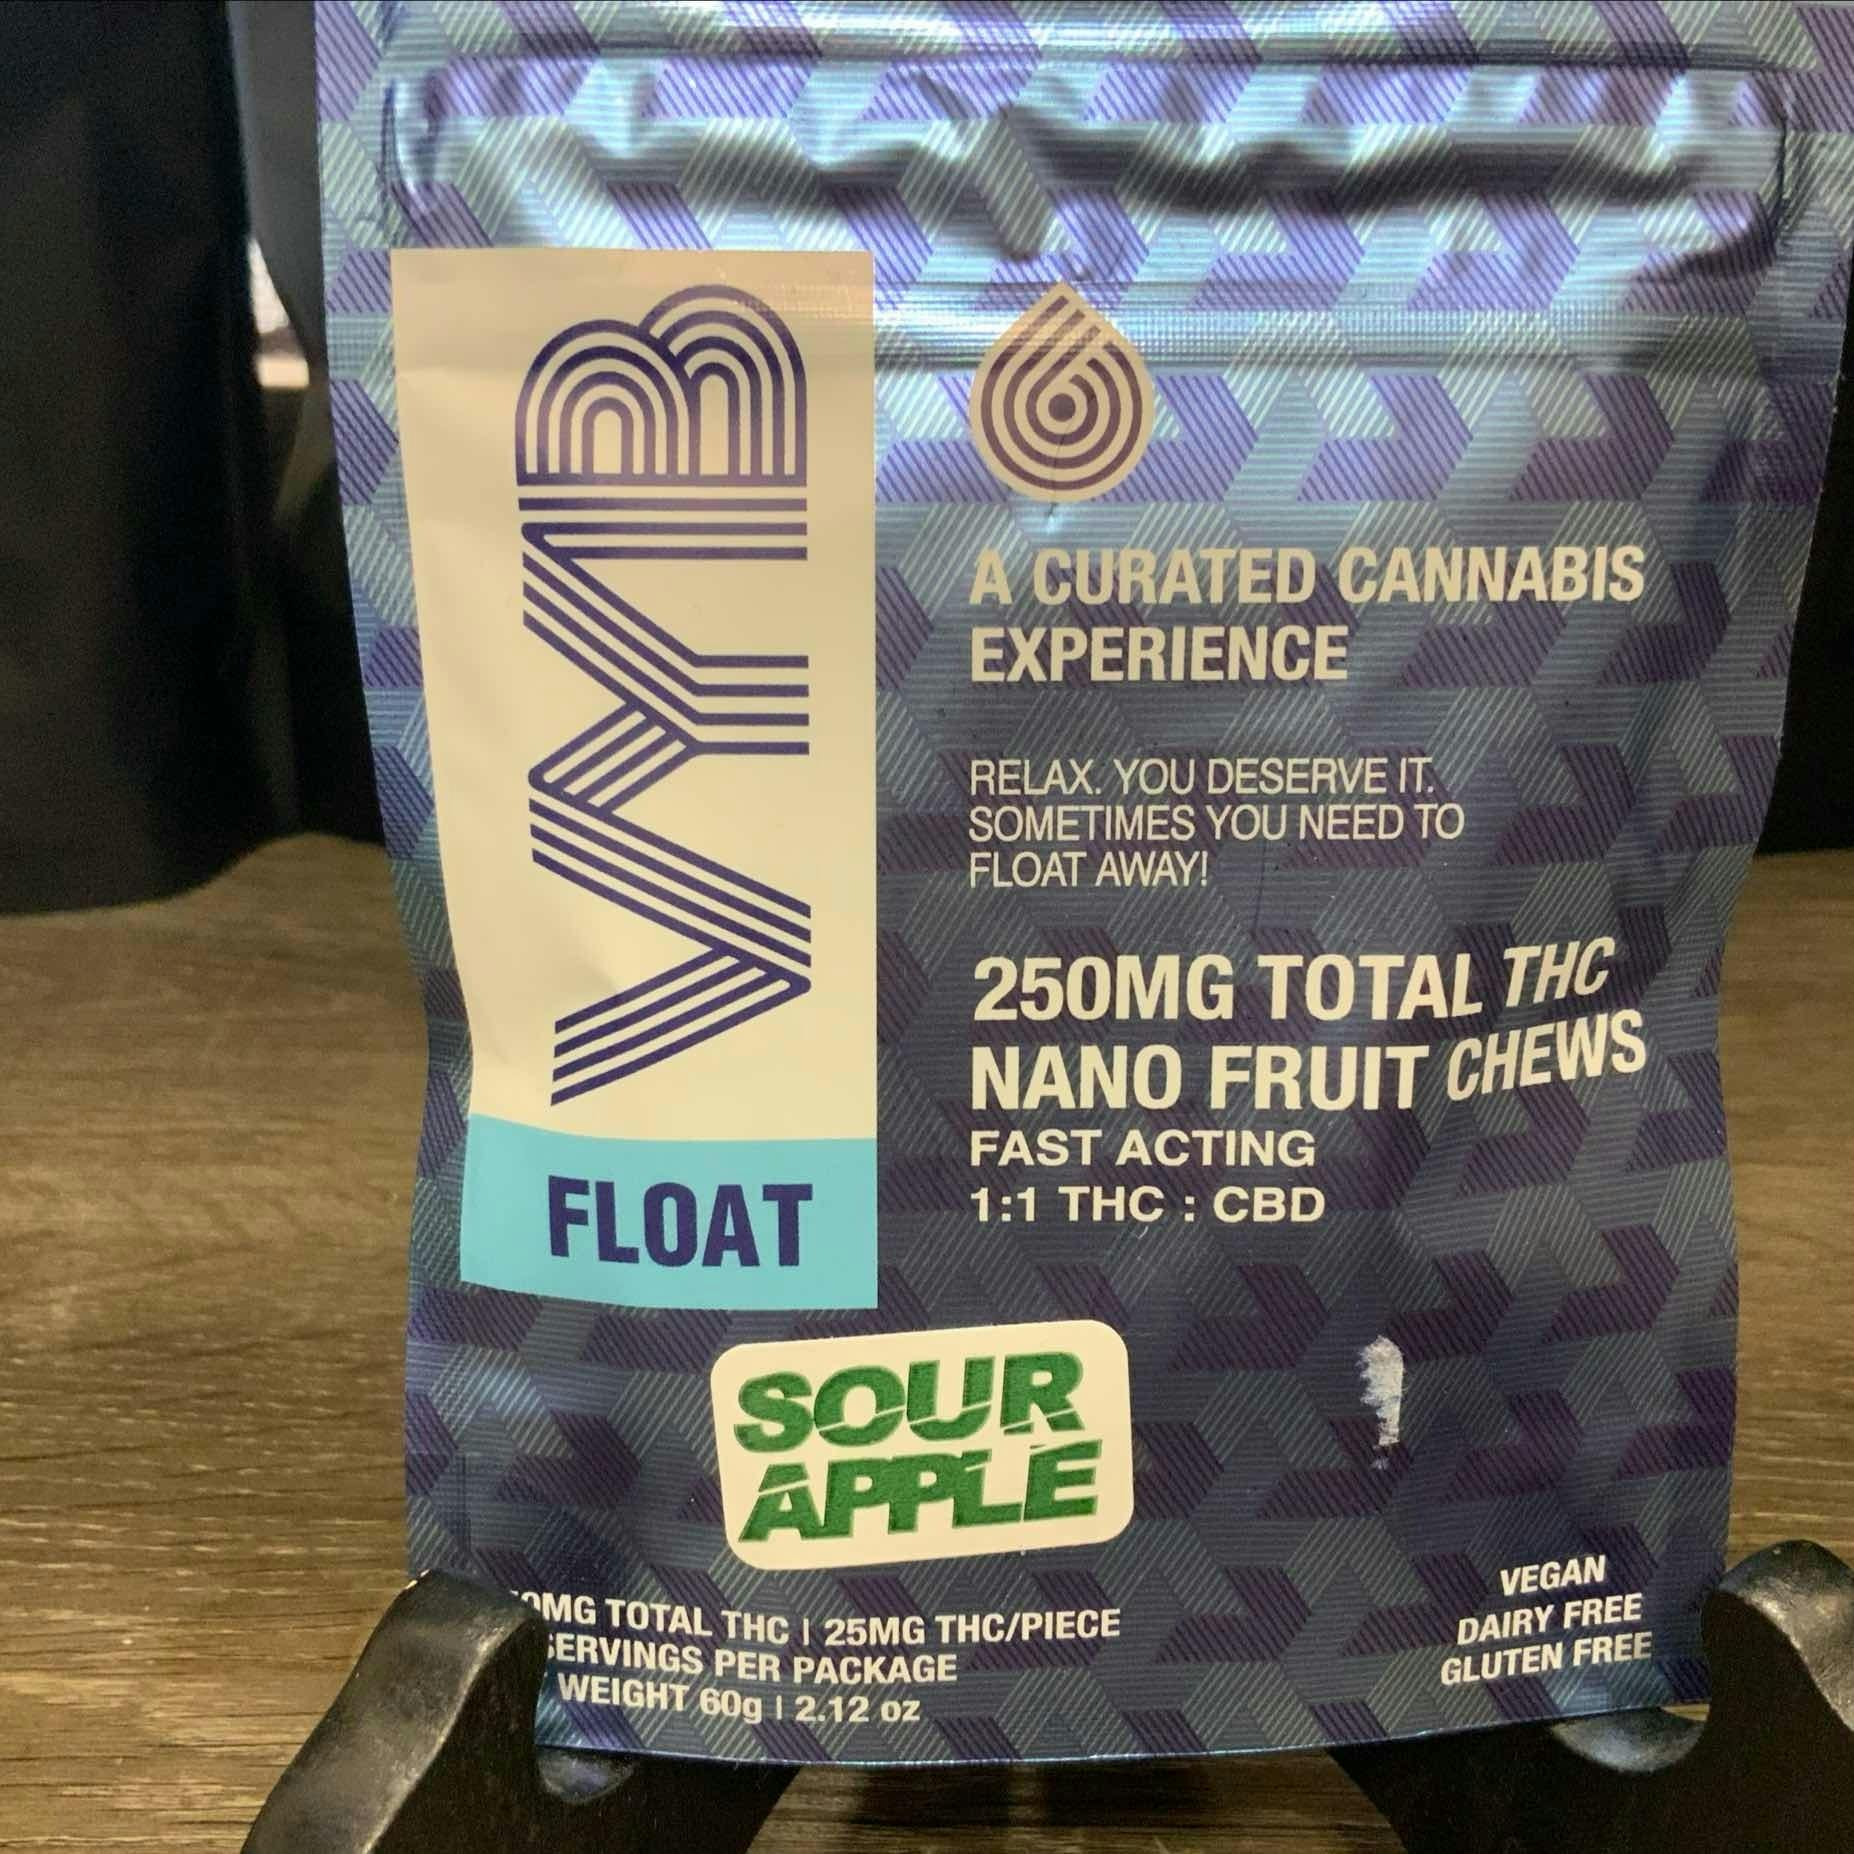 VYB
FLOAT
A CURATED CANNABIS
EXPERIENCE
RELAX. YOU DESERVE IT.
SOMETIMES YOU NEED TO
FLOAT AWAY!
250MG TOTAL THC
NANO FRUIT CHEWS
FAST ACTING
1:1 THC : CBD
SOUR
APPLE
TOTAL THC | 25MG THC/PIECE
PER PACKAGE
WEIGHT 60g | 2.12 oz
VEGAN
DAIRY FREE
GLUTEN FREE